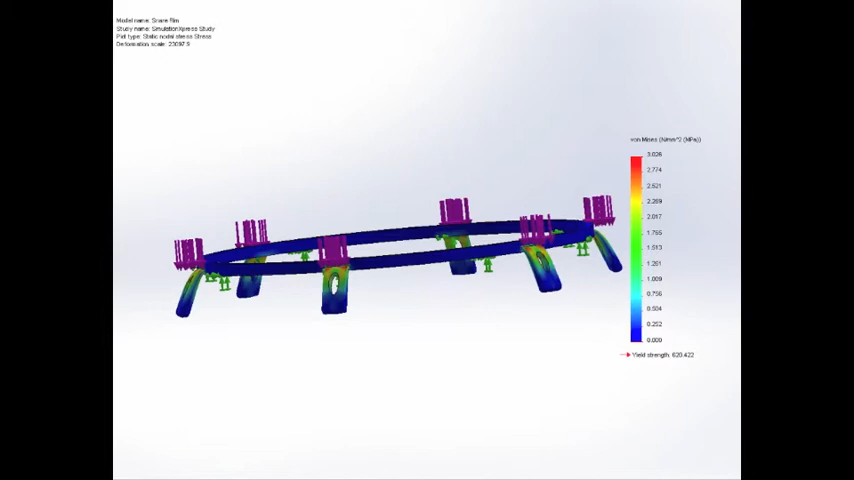 Model name: Snare Rim
Study name: SimulationXpress Study
Plot type: Static nodal stress Stress
Deformation scale: 23097.9
von Mises (N/mm^2 (MPa))
3.026
2.774
2.521
2.269
2.017
1.765
1.513
1.261
1.009
0.756
0.504
0.252
0.000
Yield strength: 620.422